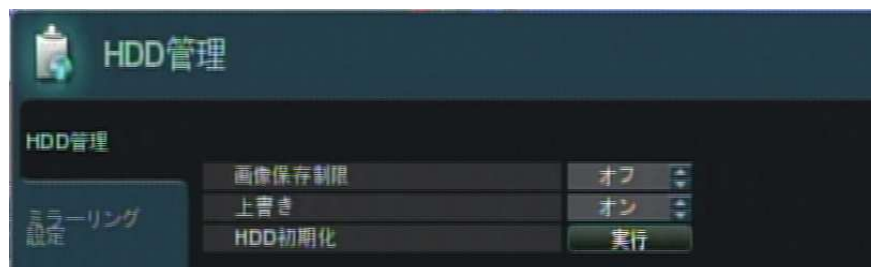 HDD管理
HDD管理
画像保存制限 オフ
上書き オン
ミラーリング
設定
HDD初期化 実行